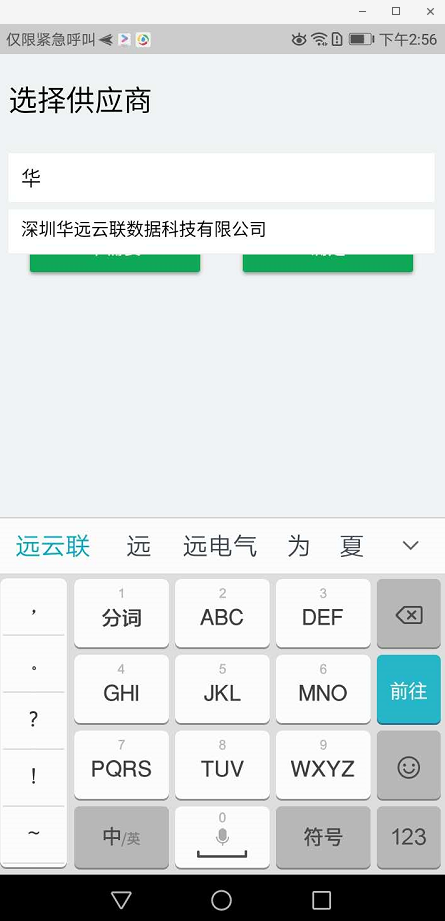 仅限紧急呼叫
下午2:56
选择供应商
华
深圳华远云联数据科技有限公司
远云联 远 远电气 为 夏
, 1 分词 2 ABC 3 DEF
。 4 GHI 5 JKL 6 MNO 前往
? 7 PQRS 8 TUV 9 WXYZ
! ~ 中/英 0 符号 123